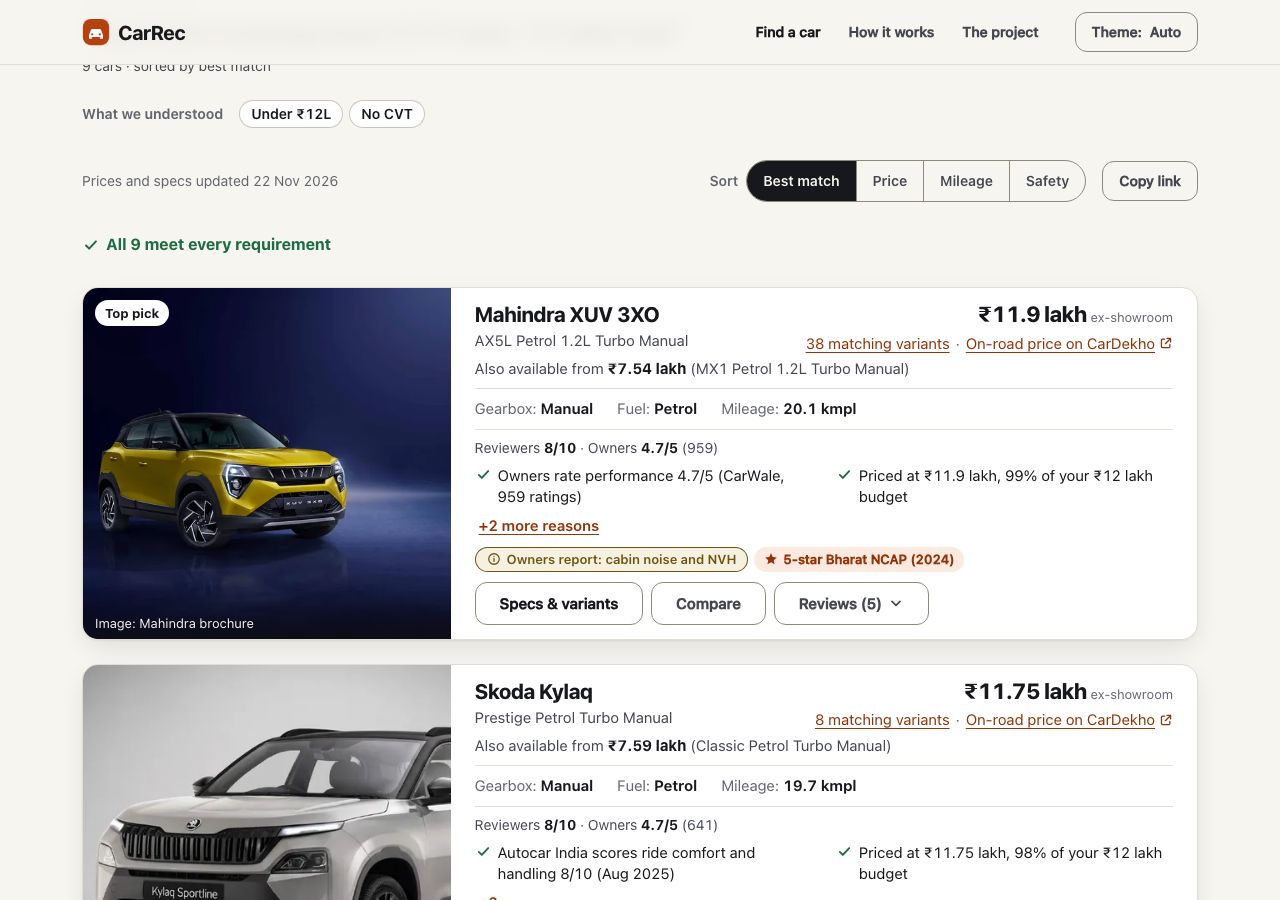 CarRec
Find a car
How it works
The project
Theme: Auto
9 cars · sorted by best match
What we understood
Under ₹12L
No CVT
Prices and specs updated 22 Nov 2026
Sort
Best match
Price
Mileage
Safety
Copy link
All 9 meet every requirement
Top pick
Image: Mahindra brochure
Mahindra XUV 3XO
₹11.9 lakh ex-showroom
AX5L Petrol 1.2L Turbo Manual
38 matching variants · On-road price on CarDekho
Also available from ₹7.54 lakh (MX1 Petrol 1.2L Turbo Manual)
Gearbox: Manual
Fuel: Petrol
Mileage: 20.1 kmpl
Reviewers 8/10 · Owners 4.7/5 (959)
Owners rate performance 4.7/5 (CarWale,
959 ratings)
Priced at ₹11.9 lakh, 99% of your ₹12 lakh
budget
+2 more reasons
Owners report: cabin noise and NVH
5-star Bharat NCAP (2024)
Specs & variants
Compare
Reviews (5)
Skoda Kylaq
₹11.75 lakh ex-showroom
Prestige Petrol Turbo Manual
8 matching variants · On-road price on CarDekho
Also available from ₹7.59 lakh (Classic Petrol Turbo Manual)
Gearbox: Manual
Fuel: Petrol
Mileage: 19.7 kmpl
Reviewers 8/10 · Owners 4.7/5 (641)
Autocar India scores ride comfort and
handling 8/10 (Aug 2025)
Priced at ₹11.75 lakh, 98% of your ₹12 lakh
budget
Kylaq Sportline